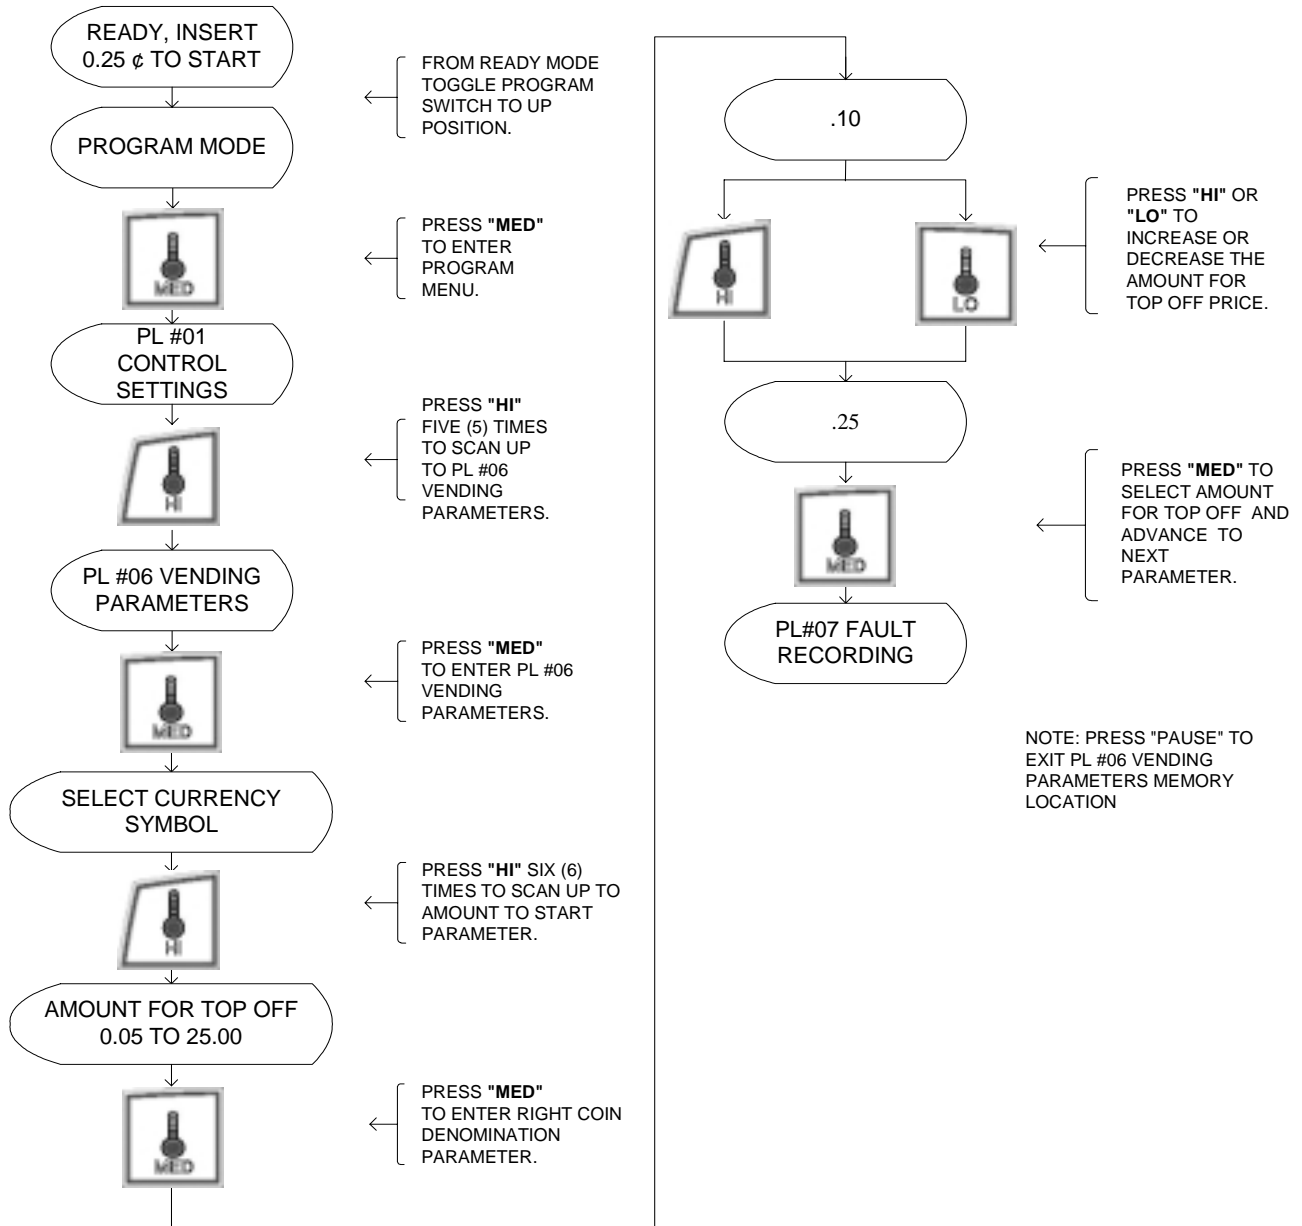 READY, INSERT
0.25 ¢ TO START
FROM READY MODE
TOGGLE PROGRAM
SWITCH TO UP
POSITION.
PROGRAM MODE
MED
PRESS "MED"
TO ENTER
PROGRAM
MENU.
PL #01
CONTROL
SETTINGS
HI
PRESS "HI"
FIVE (5) TIMES
TO SCAN UP
TO PL #06
VENDING
PARAMETERS.
PL #06 VENDING
PARAMETERS
MED
PRESS "MED"
TO ENTER PL #06
VENDING
PARAMETERS.
SELECT CURRENCY
SYMBOL
HI
PRESS "HI" SIX (6)
TIMES TO SCAN UP TO
AMOUNT TO START
PARAMETER.
AMOUNT FOR TOP OFF
0.05 TO 25.00
MED
PRESS "MED"
TO ENTER RIGHT COIN
DENOMINATION
PARAMETER.
.10
HI
LO
PRESS "HI" OR
"LO" TO
INCREASE OR
DECREASE THE
AMOUNT FOR
TOP OFF PRICE.
.25
MED
PRESS "MED" TO
SELECT AMOUNT
FOR TOP OFF AND
ADVANCE TO
NEXT
PARAMETER.
PL#07 FAULT
RECORDING
NOTE: PRESS "PAUSE" TO
EXIT PL #06 VENDING
PARAMETERS MEMORY
LOCATION